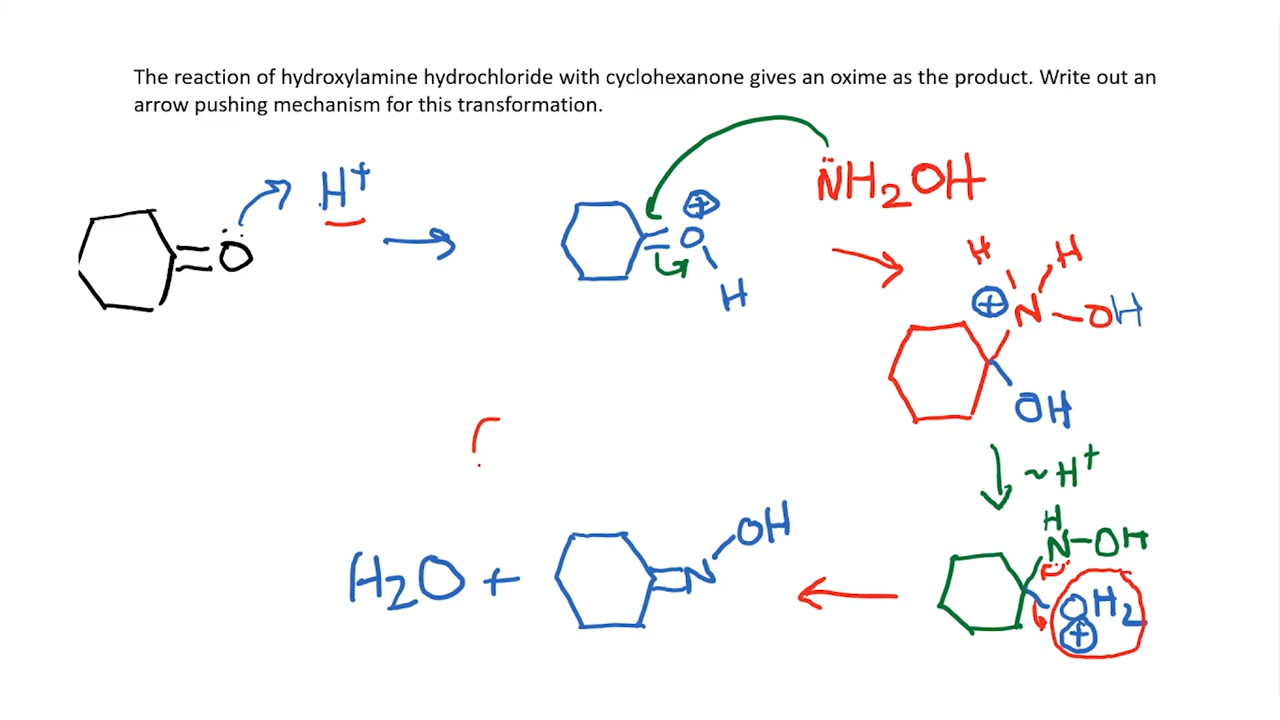 The reaction of hydroxylamine hydrochloride with cyclohexanone gives an oxime as the product. Write out an
arrow pushing mechanism for this transformation.
H+
NH2OH
O
+
O
H
H
H
+
N
OH
OH
~H+
H
N-OH
OH2
+
OH
H2O +
N